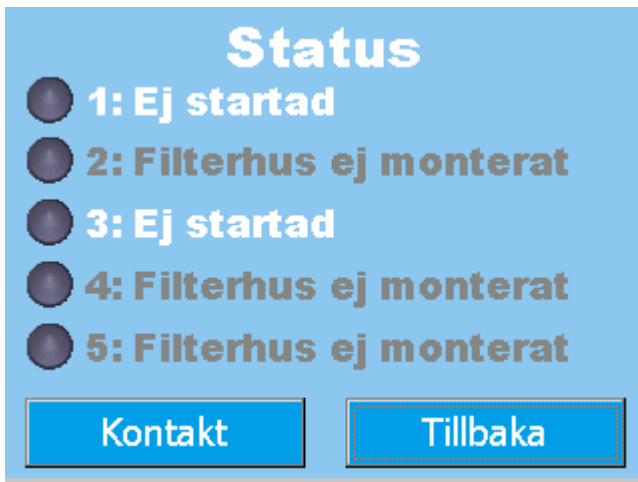 Status
1: Ej startad
2: Filterhus ej monterat
3: Ej startad
4: Filterhus ej monterat
5: Filterhus ej monterat
Kontakt Tillbaka